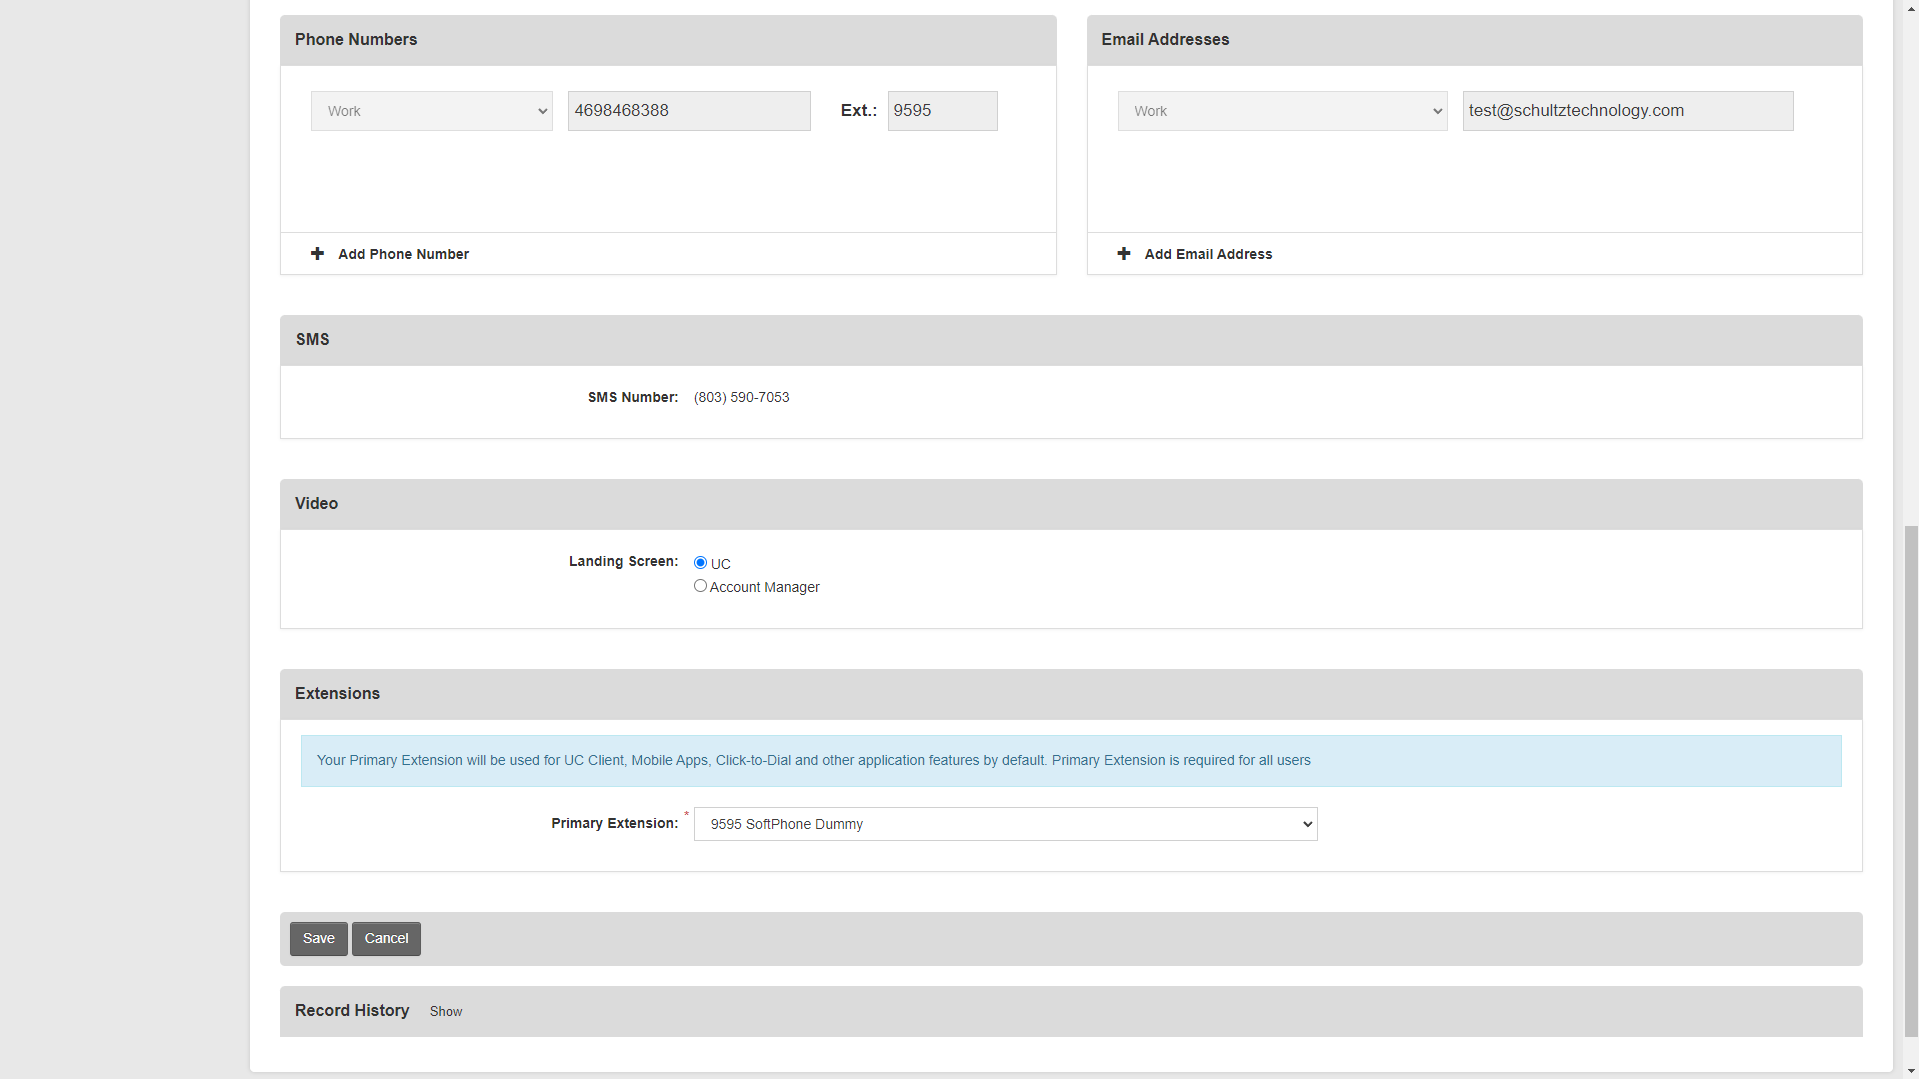 Phone Numbers
Work 4698468388 Ext.: 9595
Add Phone Number
Email Addresses
Work test@schultztechnology.com
Add Email Address
SMS
SMS Number: (803) 590-7053
Video
Landing Screen: UC
Account Manager
Extensions
Your Primary Extension will be used for UC Client, Mobile Apps, Click-to-Dial and other application features by default. Primary Extension is required for all users
Primary Extension: * 9595 SoftPhone Dummy
Save Cancel
Record History Show